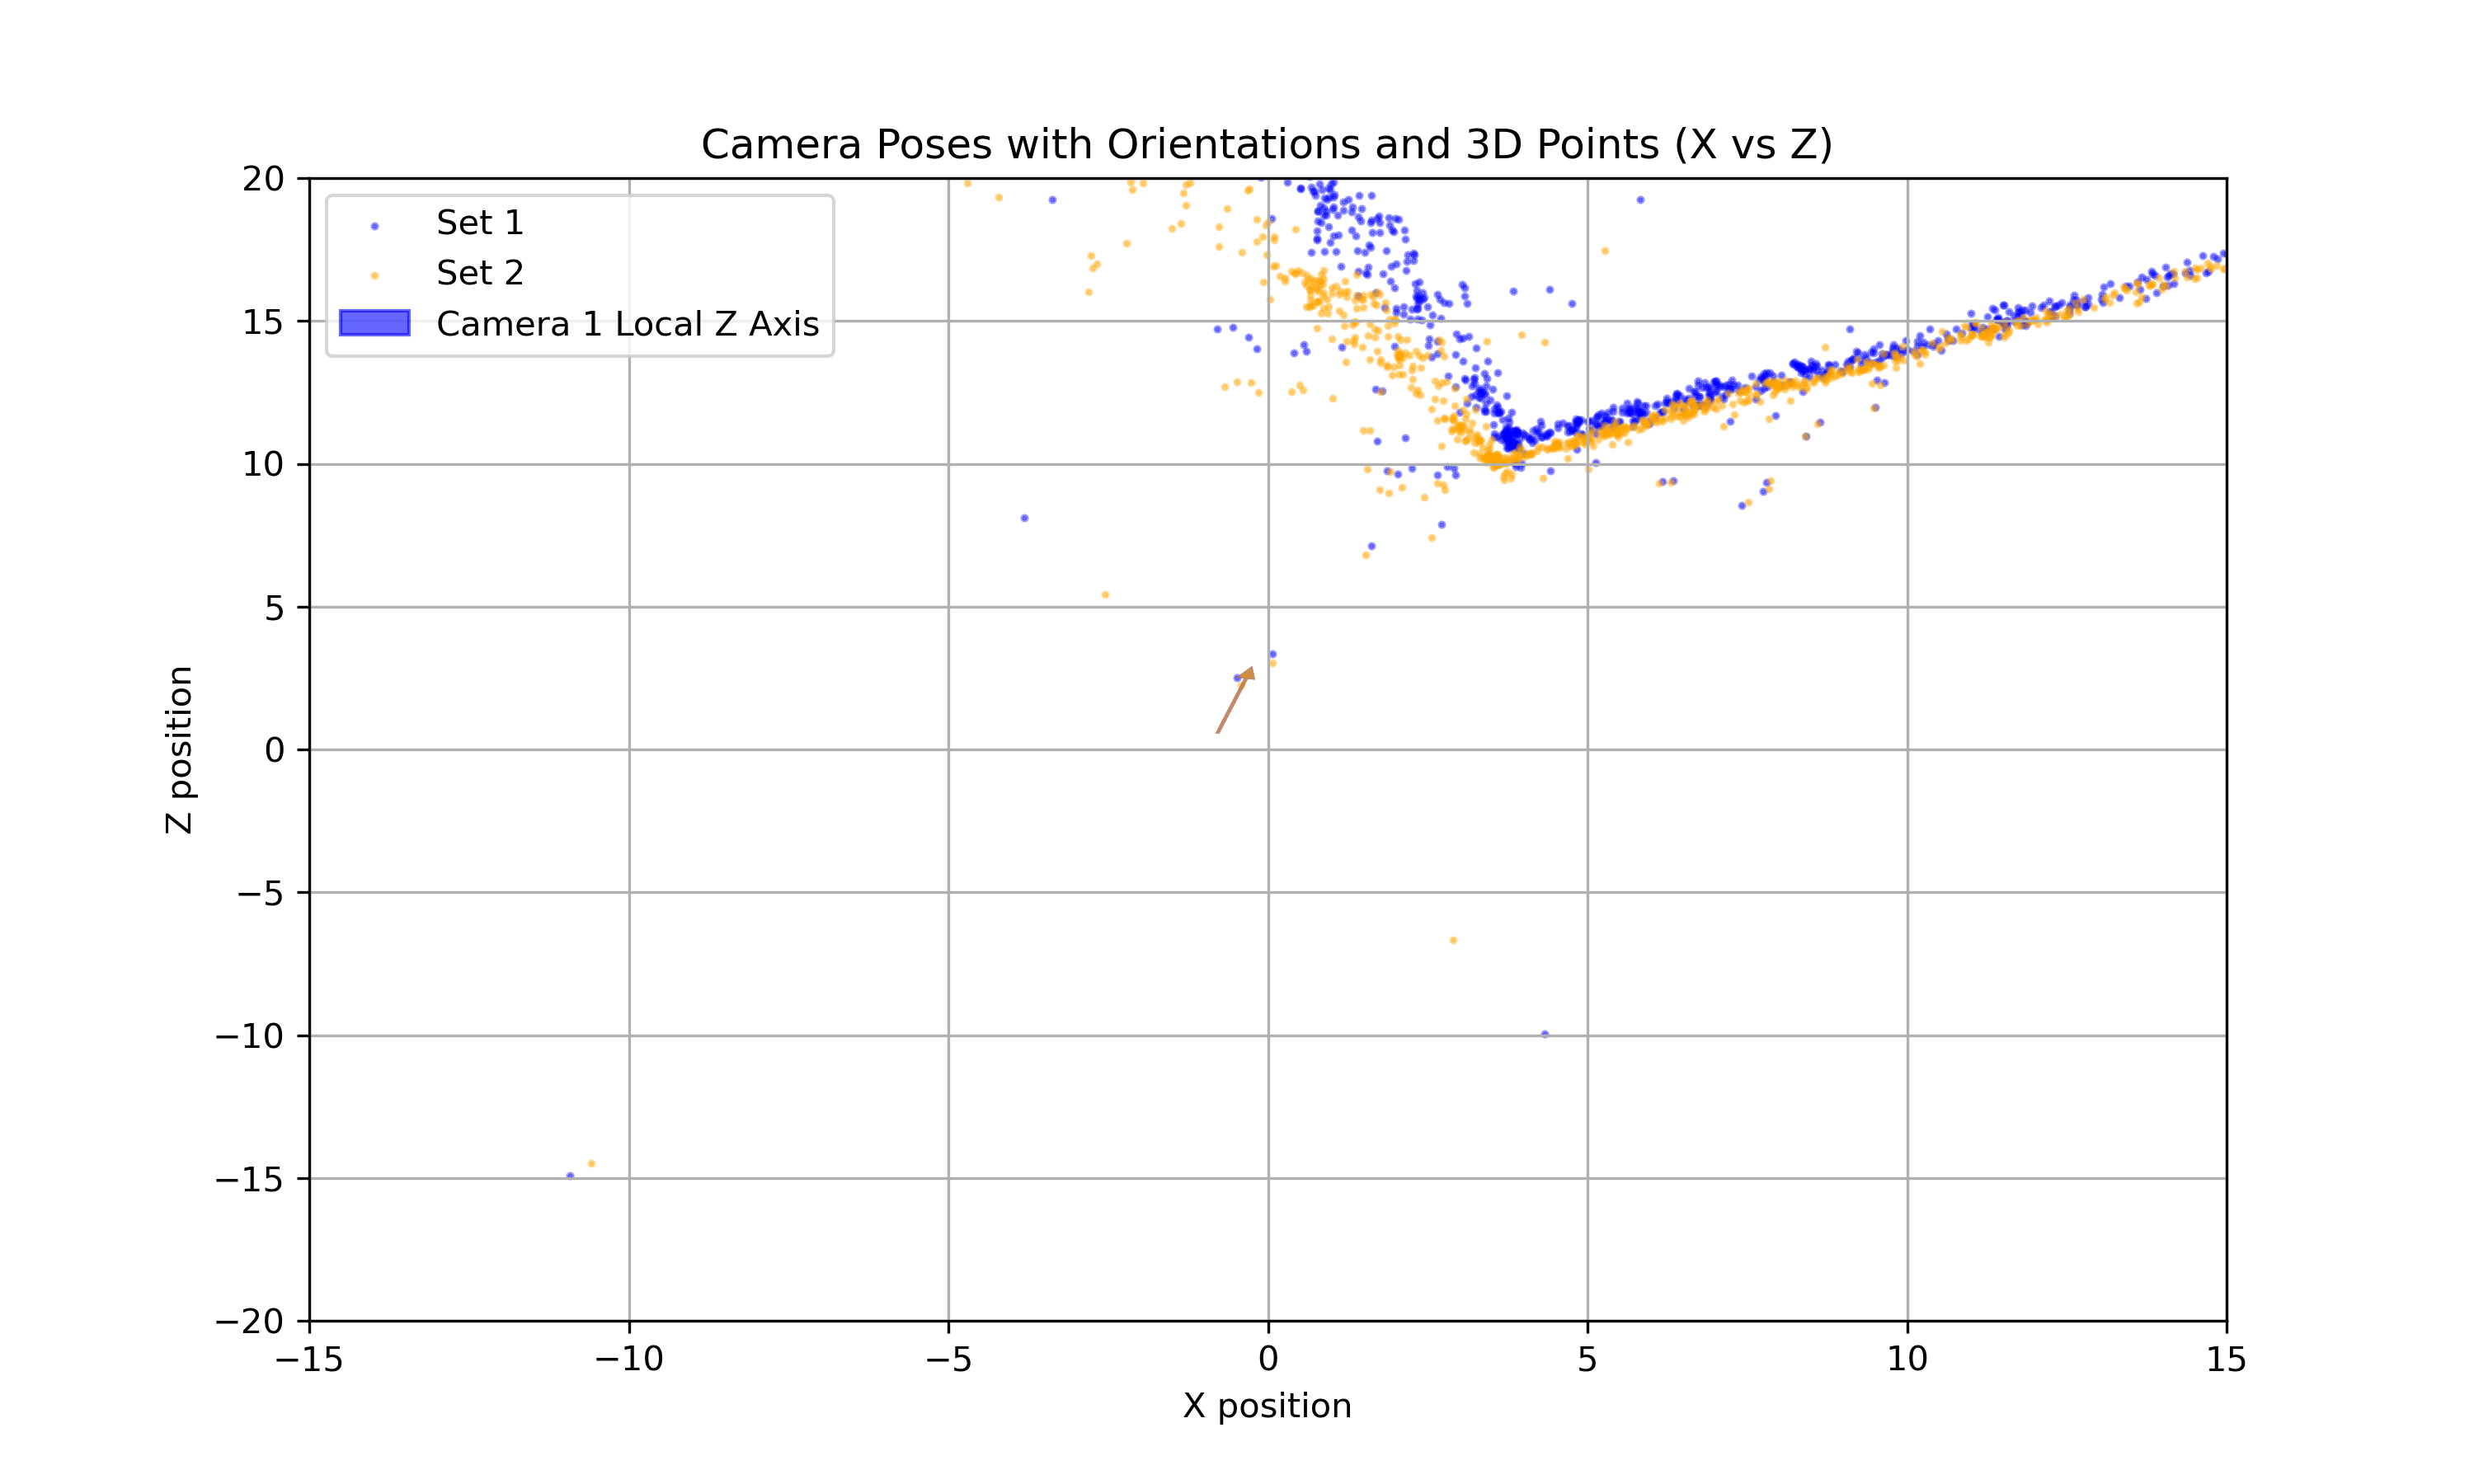 Camera Poses with Orientations and 3D Points (X vs Z)
Set 1
Set 2
Camera 1 Local Z Axis
20
15
10
5
0
−5
−10
−15
−20
Z position
−15 −10 −5 0 5 10 15
X position